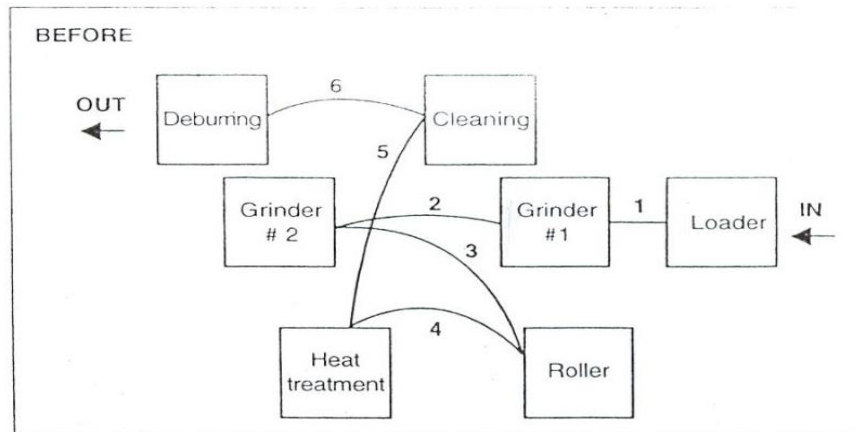 BEFORE
6
OUT
Deburring
Cleaning
5
Grinder
# 2
2
Grinder
#1
1
Loader
IN
3
4
Heat
treatment
Roller